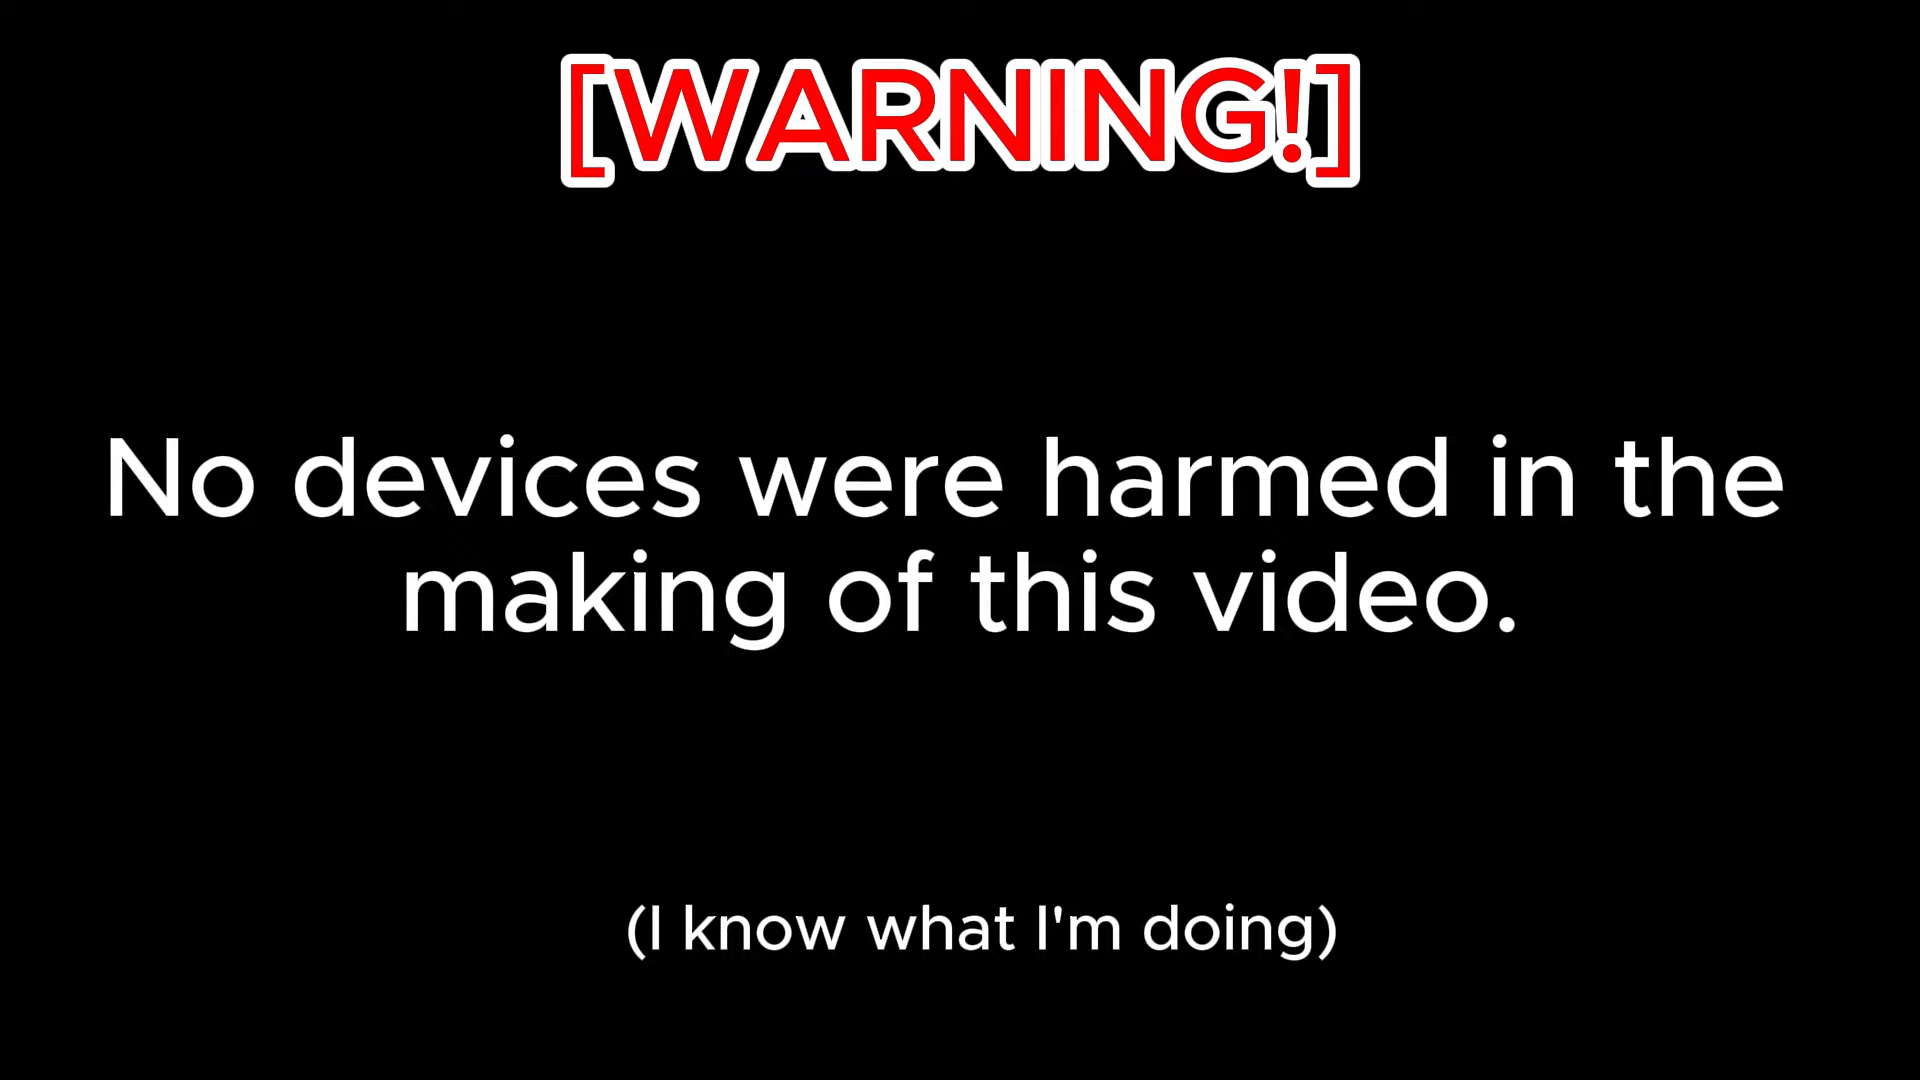 [WARNING!]
No devices were harmed in the
making of this video.
(I know what I'm doing)